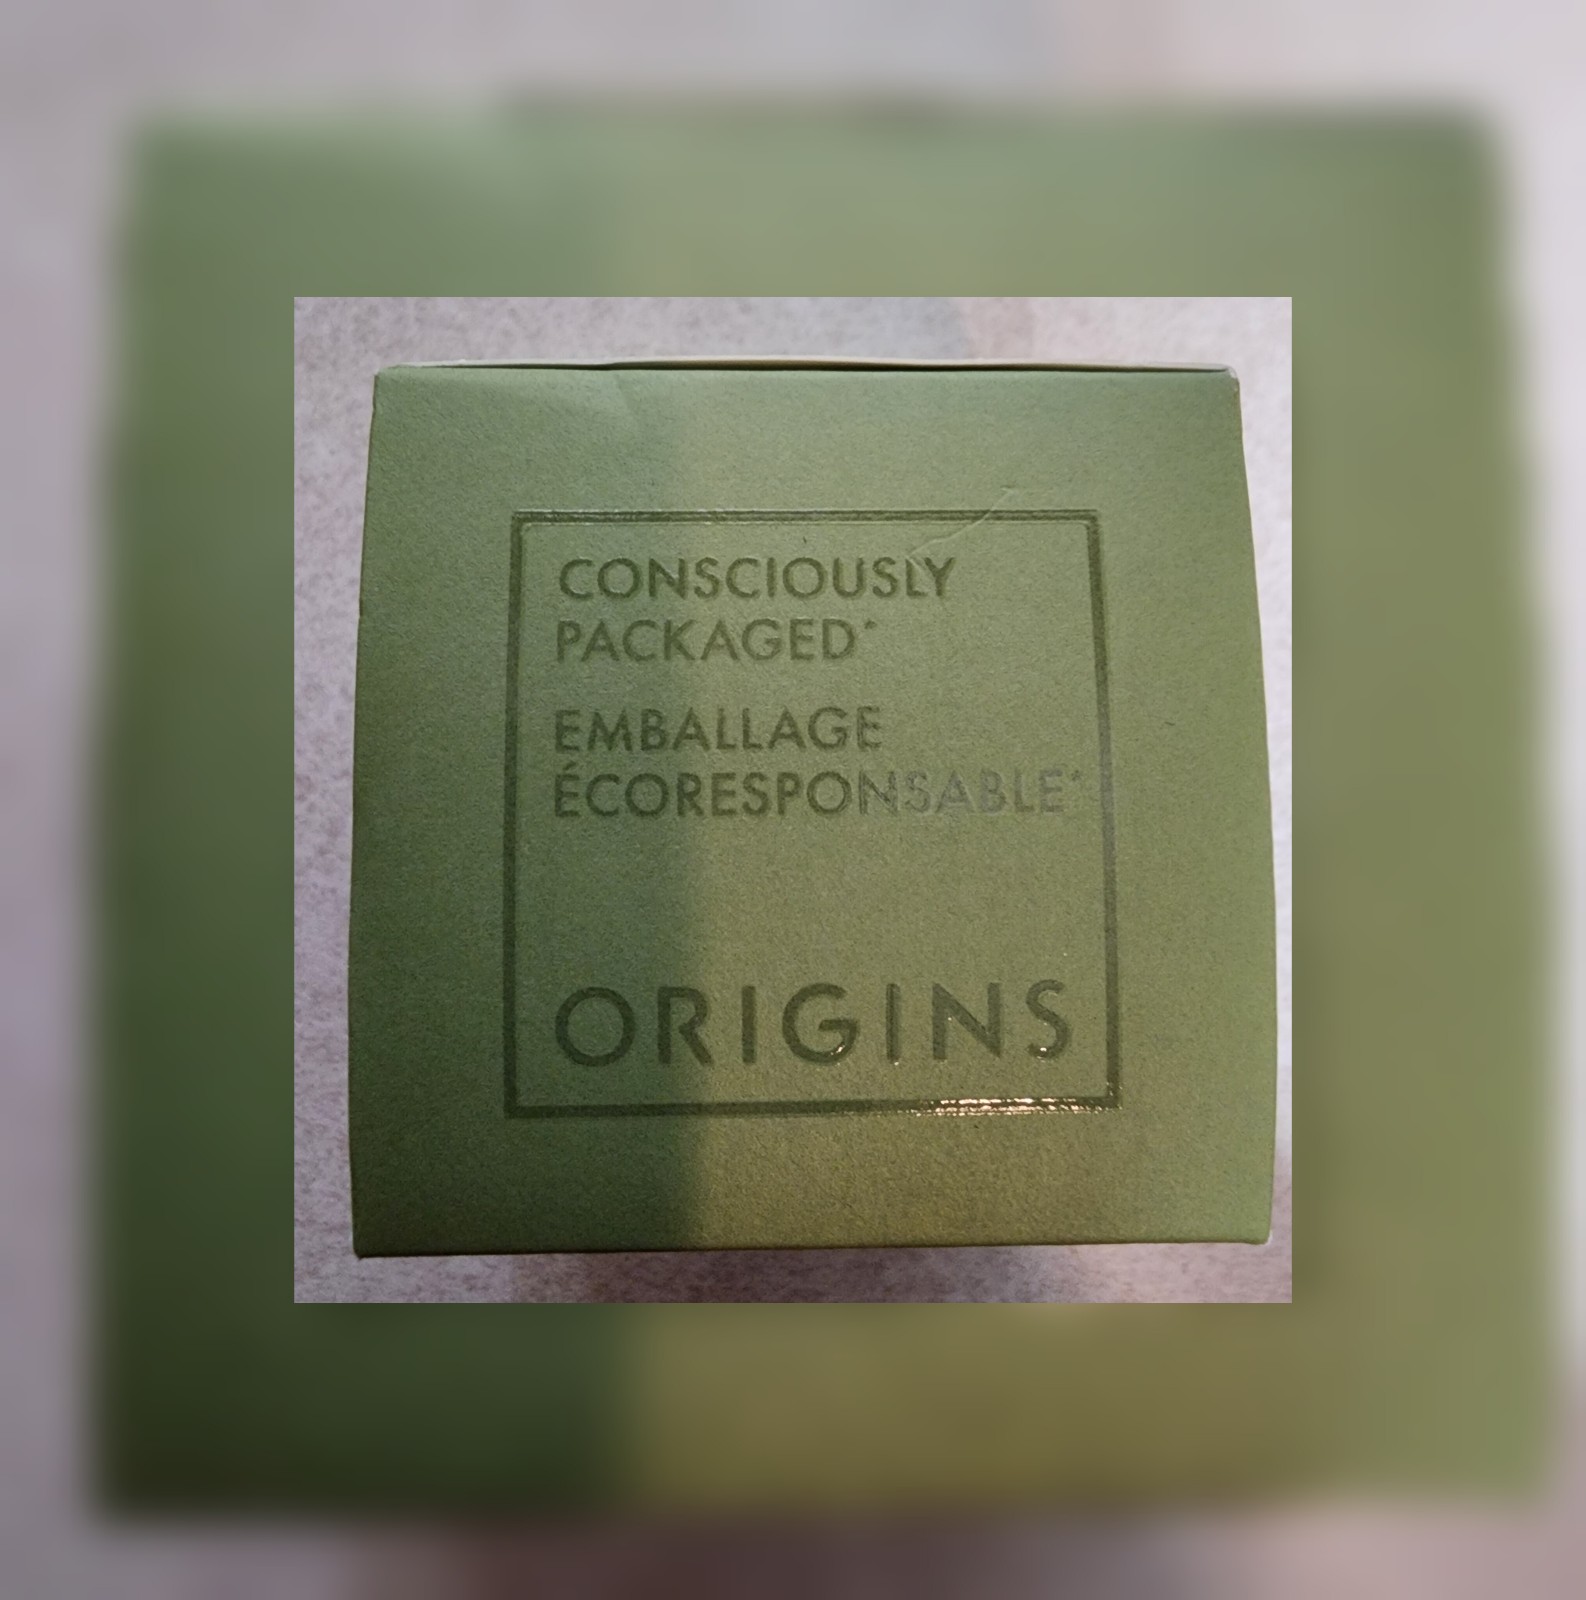 CONSCIOUSLY
PACKAGED*
EMBALLAGE
ÉCORESPONSABLE*
ORIGINS